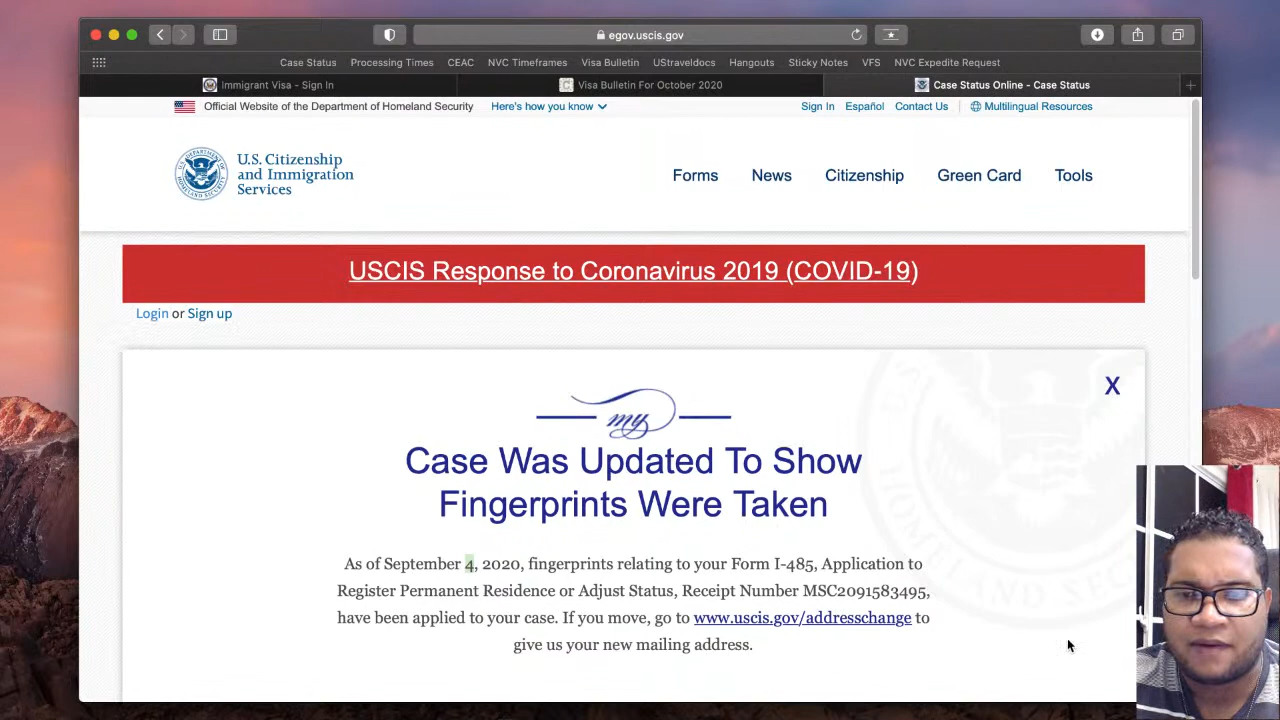 egov.uscis.gov
Case Status Processing Times CEAC NVC Timeframes Visa Bulletin UStraveldocs Hangouts Sticky Notes VFS NVC Expedite Request
Immigrant Visa - Sign In Visa Bulletin For October 2020 Case Status Online - Case Status
Official Website of the Department of Homeland Security Here's how you know Sign In Español Contact Us Multilingual Resources
U.S. Citizenship
and Immigration
Services
Forms News Citizenship Green Card Tools
USCIS Response to Coronavirus 2019 (COVID-19)
Login or Sign up
X
my
Case Was Updated To Show
Fingerprints Were Taken
As of September 4, 2020, fingerprints relating to your Form I-485, Application to
Register Permanent Residence or Adjust Status, Receipt Number MSC2091583495,
have been applied to your case. If you move, go to www.uscis.gov/addresschange to
give us your new mailing address.